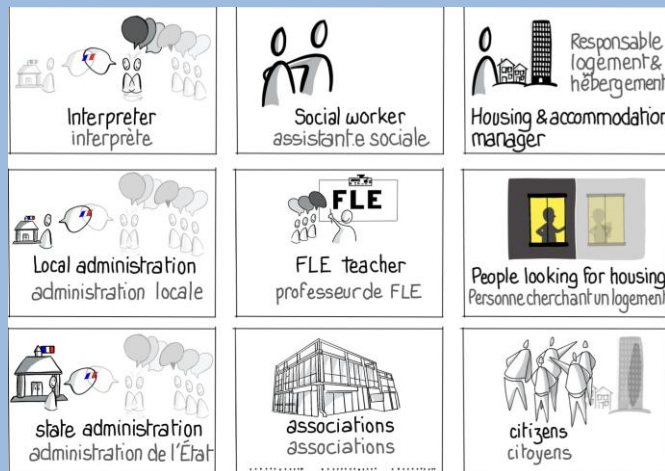 Interpreter
interprète
Social worker
assistant.e sociale
Responsable
logement &
hébergement
Housing & accommodation
manager
Local administration
administration locale
FLE
FLE Teacher
professeur de FLE
People looking for housing
Personne cherchant un logement
state administration
administration de l'État
associations
associations
citizens
citoyens